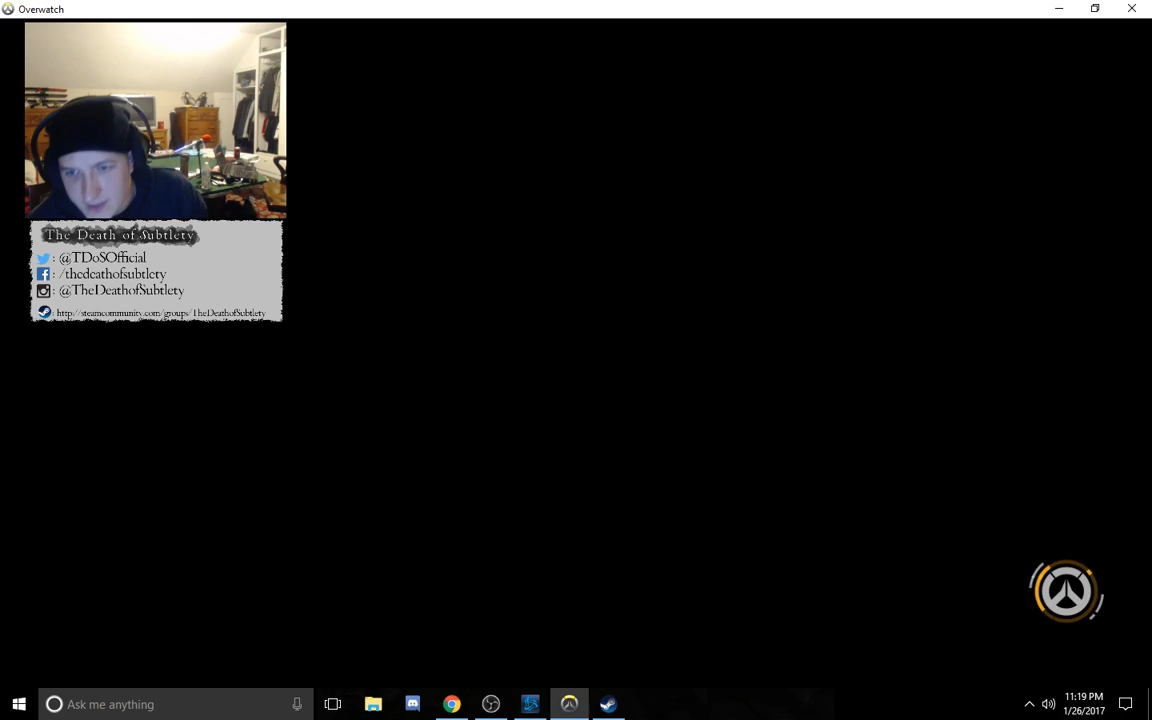 Overwatch
The Death of Subtlety
: @TDoSOfficial
: /thedeathofsubtlety
: @TheDeathofSubtlety
: http://steamcommunity.com/groups/TheDeathofSubtlety
Ask me anything
11:19 PM
1/26/2017